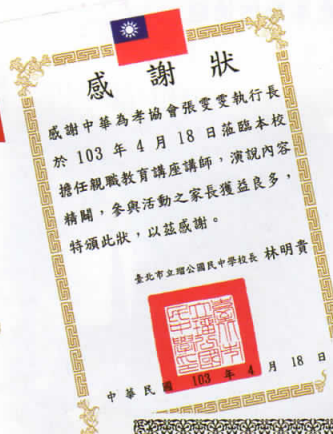 感謝狀
感謝中華為孝協會張雯雯執行長
於 103 年 4 月 18 日蒞臨本校
擔任親職教育講座講師，演說內容
精闢，參與活動之家長獲益良多，
特頒此狀，以茲感謝。
臺北市立瑠公國民中學校長 林明貴
中華民國 103 年 4 月 18 日